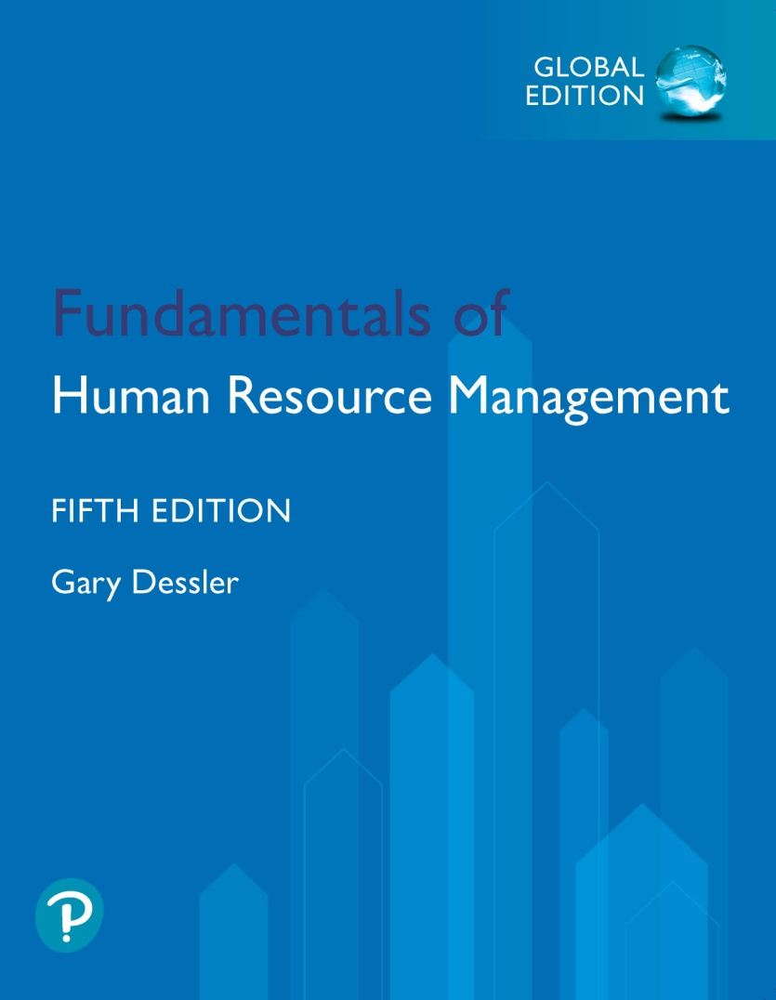 GLOBAL
EDITION
Fundamentals of
Human Resource Management
FIFTH EDITION
Gary Dessler